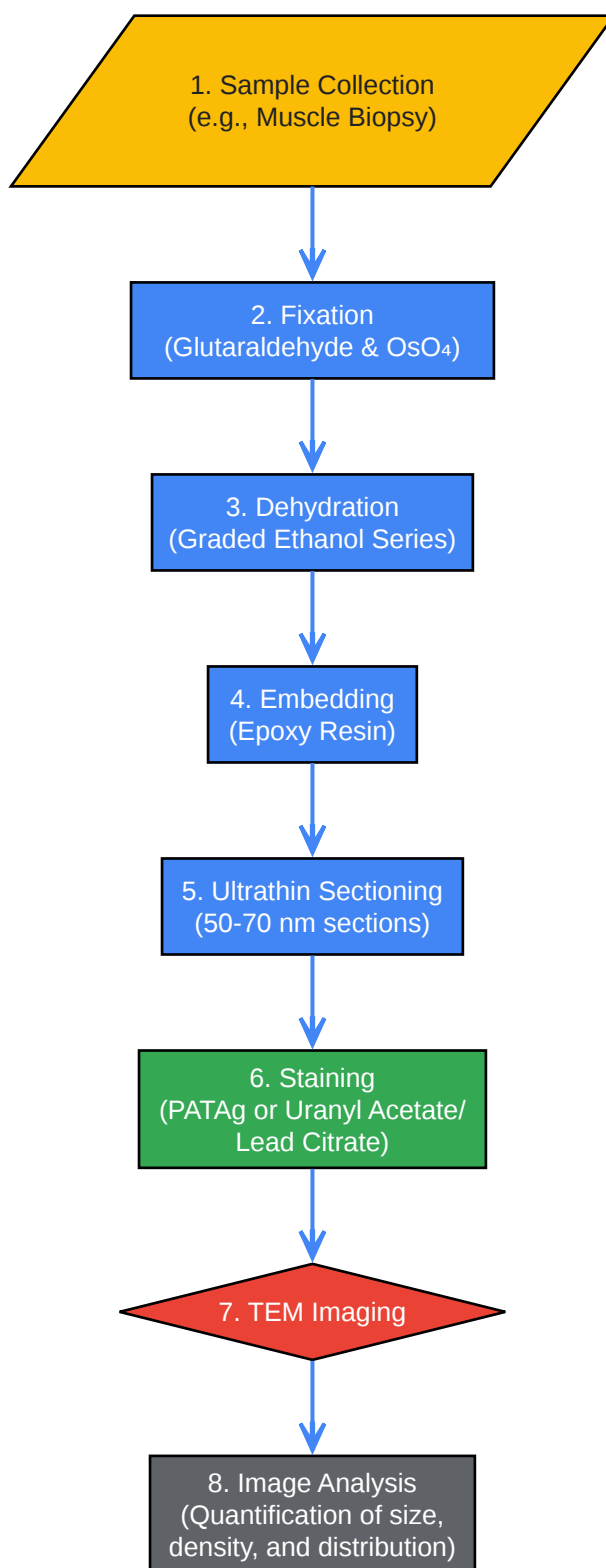 1. Sample Collection
(e.g., Muscle Biopsy)
2. Fixation
(Glutaraldehyde & OsO₄)
3. Dehydration
(Graded Ethanol Series)
4. Embedding
(Epoxy Resin)
5. Ultrathin Sectioning
(50-70 nm sections)
6. Staining
(PATAg or Uranyl Acetate/
Lead Citrate)
7. TEM Imaging
8. Image Analysis
(Quantification of size,
density, and distribution)